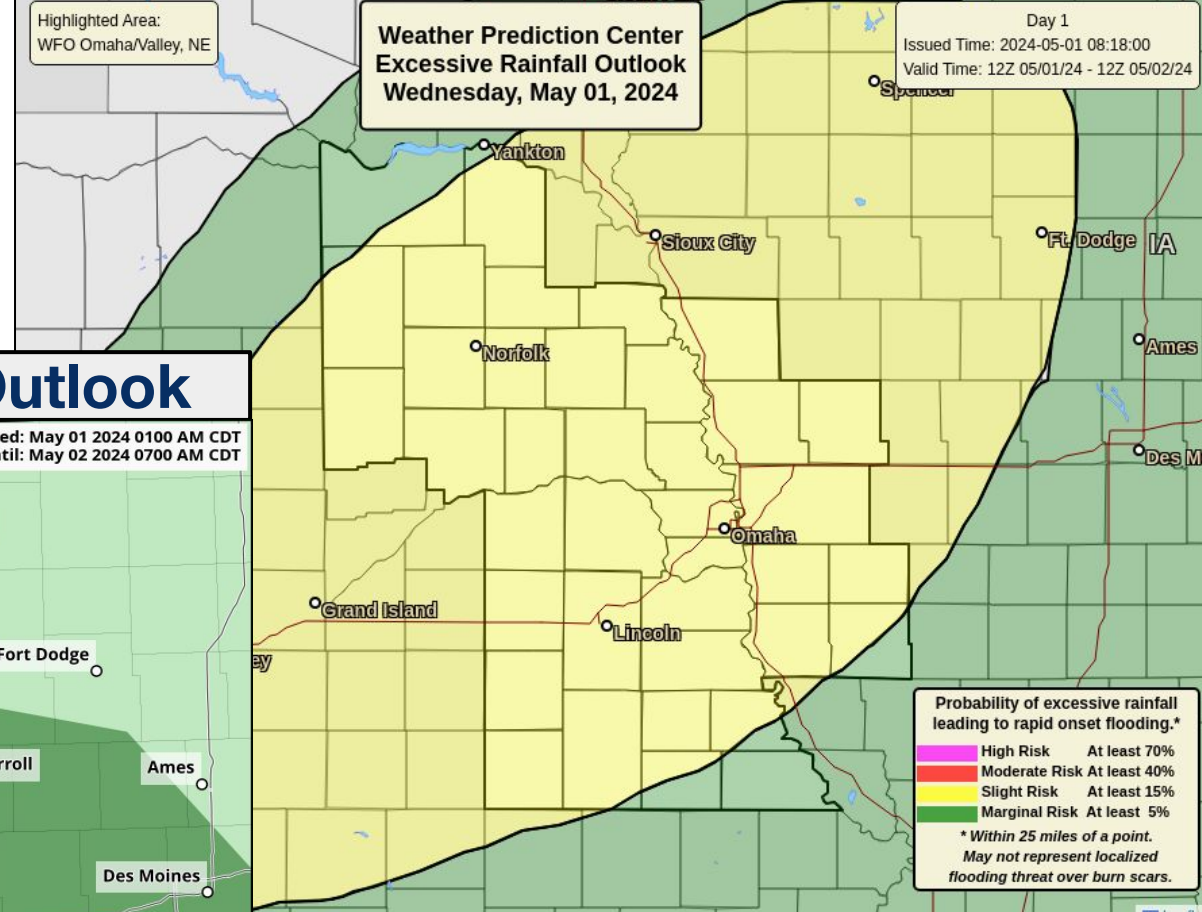 Highlighted Area:
WFO Omaha/Valley, NE
Weather Prediction Center
Excessive Rainfall Outlook
Wednesday, May 01, 2024
Day 1
Issued Time: 2024-05-01 08:18:00
Valid Time: 12Z 05/01/24 - 12Z 05/02/24
Spencer
Yankton
Sioux City
Ft. Dodge
IA
Norfolk
Ames
Des M
Omaha
Grand Island
Lincoln
ey
utlook
ed: May 01 2024 0100 AM CDT
til: May 02 2024 0700 AM CDT
Fort Dodge
rroll
Ames
Des Moines
Probability of excessive rainfall
leading to rapid onset flooding.*
High Risk At least 70%
Moderate Risk At least 40%
Slight Risk At least 15%
Marginal Risk At least 5%
* Within 25 miles of a point.
May not represent localized
flooding threat over burn scars.